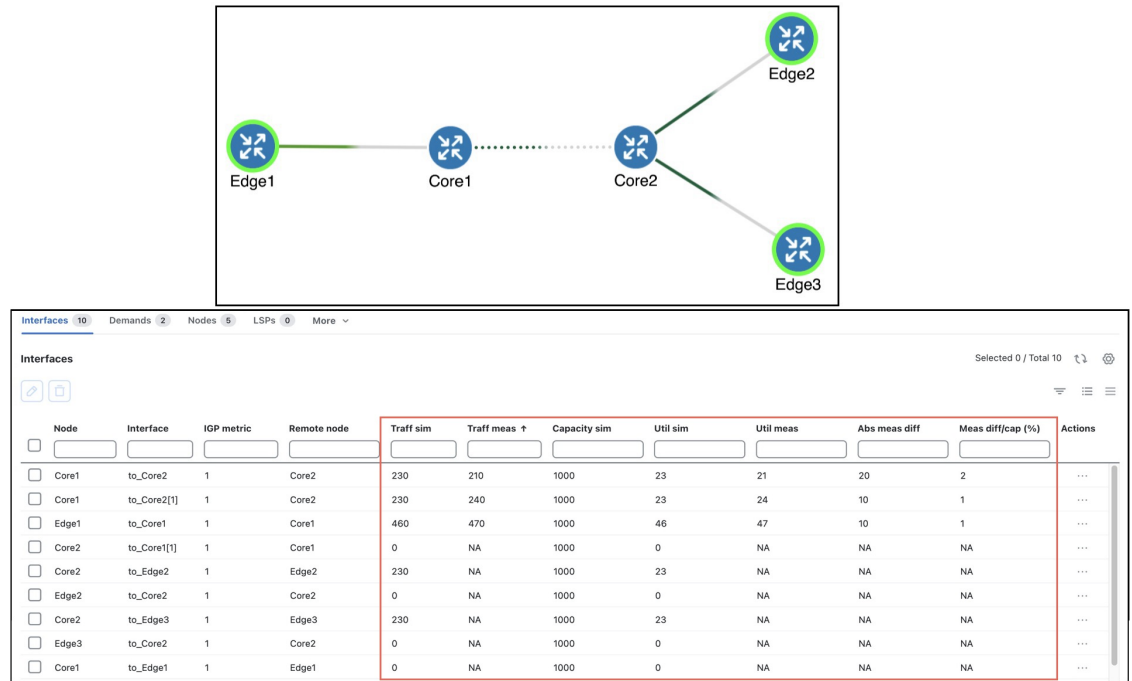 Edge2
Edge1
Core1
Core2
Edge3
Interfaces 10 Demands 2 Nodes 5 LSPs 0 More
Interfaces
Selected 0 / Total 10
Node Interface IGP metric Remote node Traff sim Traff meas ↑ Capacity sim Util sim Util meas Abs meas diff Meas diff/cap (%) Actions
Core1 to_Core2 1 Core2 230 210 1000 23 21 20 2 ...
Core1 to_Core2[1] 1 Core2 230 240 1000 23 24 10 1 ...
Edge1 to_Core1 1 Core1 460 470 1000 46 47 10 1 ...
Core2 to_Core1[1] 1 Core1 0 NA 1000 0 NA NA NA ...
Core2 to_Edge2 1 Edge2 230 NA 1000 23 NA NA NA ...
Edge2 to_Core2 1 Core2 0 NA 1000 0 NA NA NA ...
Core2 to_Edge3 1 Edge3 230 NA 1000 23 NA NA NA ...
Edge3 to_Core2 1 Core2 0 NA 1000 0 NA NA NA ...
Core1 to_Edge1 1 Edge1 0 NA 1000 0 NA NA NA ...